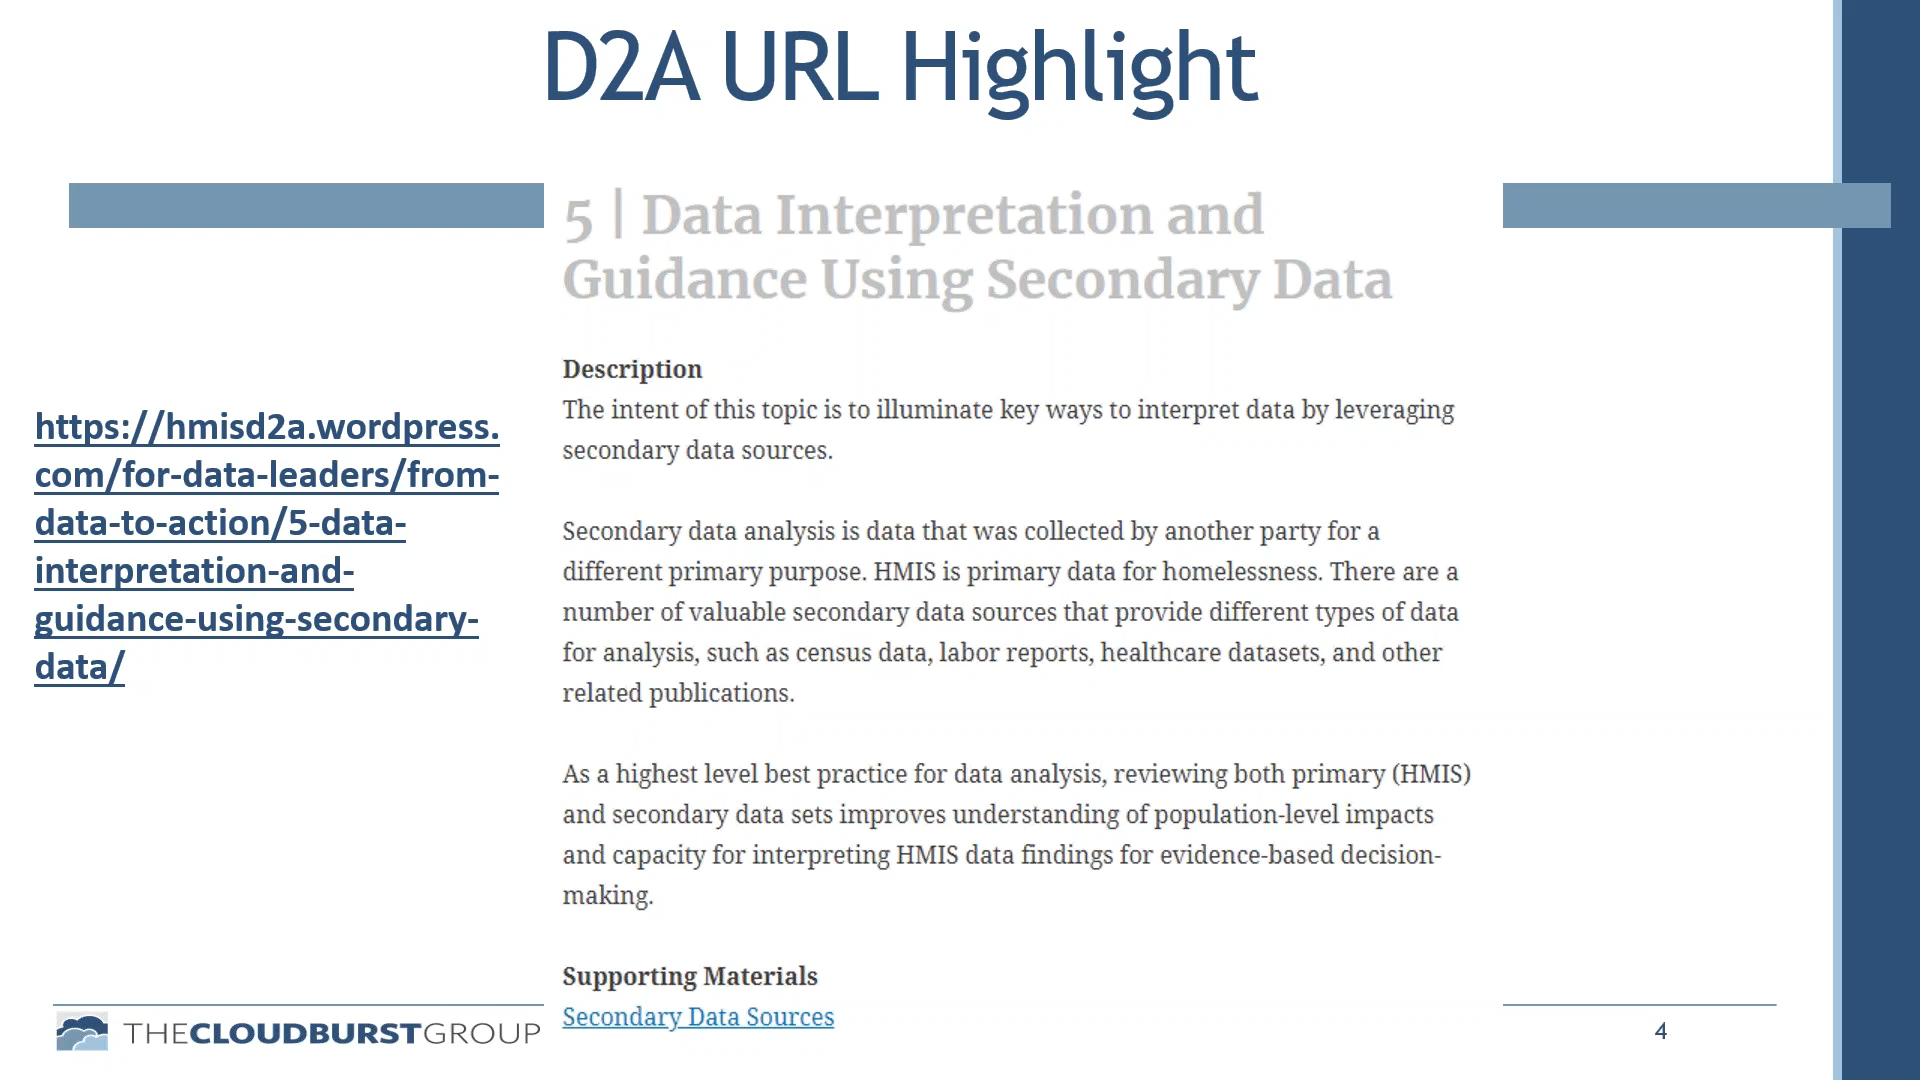 D2A URL Highlight
5 | Data Interpretation and
Guidance Using Secondary Data
https://hmisd2a.wordpress.
com/for-data-leaders/from-
data-to-action/5-data-
interpretation-and-
guidance-using-secondary-
data/
Description
The intent of this topic is to illuminate key ways to interpret data by leveraging
secondary data sources.
Secondary data analysis is data that was collected by another party for a
different primary purpose. HMIS is primary data for homelessness. There are a
number of valuable secondary data sources that provide different types of data
for analysis, such as census data, labor reports, healthcare datasets, and other
related publications.
As a highest level best practice for data analysis, reviewing both primary (HMIS)
and secondary data sets improves understanding of population-level impacts
and capacity for interpreting HMIS data findings for evidence-based decision-
making.
Supporting Materials
Secondary Data Sources
THECLOUDBURSTGROUP
4